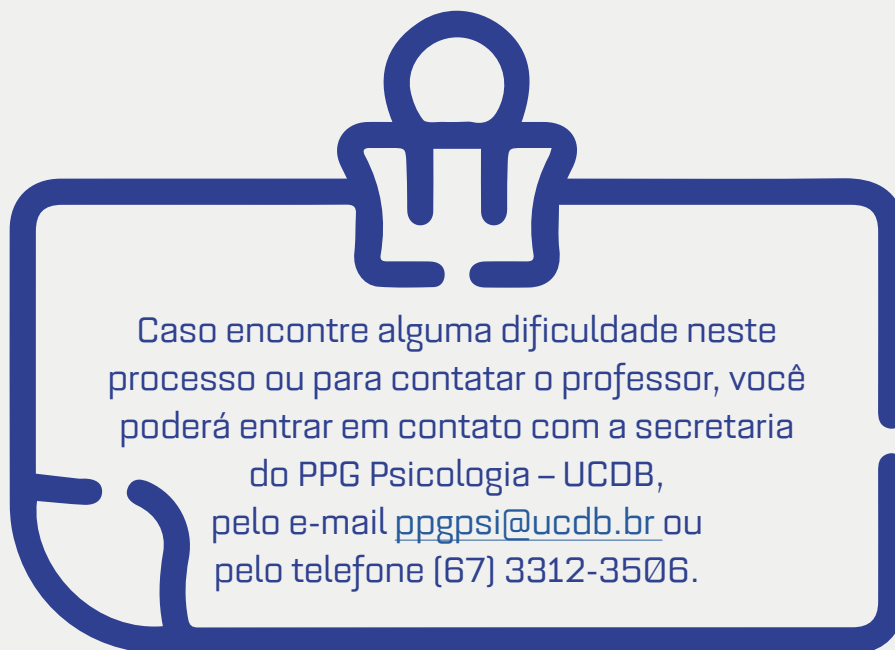 Caso encontre alguma dificuldade neste
processo ou para contatar o professor, você
poderá entrar em contato com a secretaria
do PPG Psicologia – UCDB,
pelo e-mail ppgpsi@ucdb.br ou
pelo telefone (67) 3312-3506.